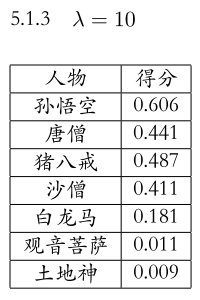 5.1.3 λ = 10
人物 得分
孙悟空 0.606
唐僧 0.441
猪八戒 0.487
沙僧 0.411
白龙马 0.181
观音菩萨 0.011
土地神 0.009